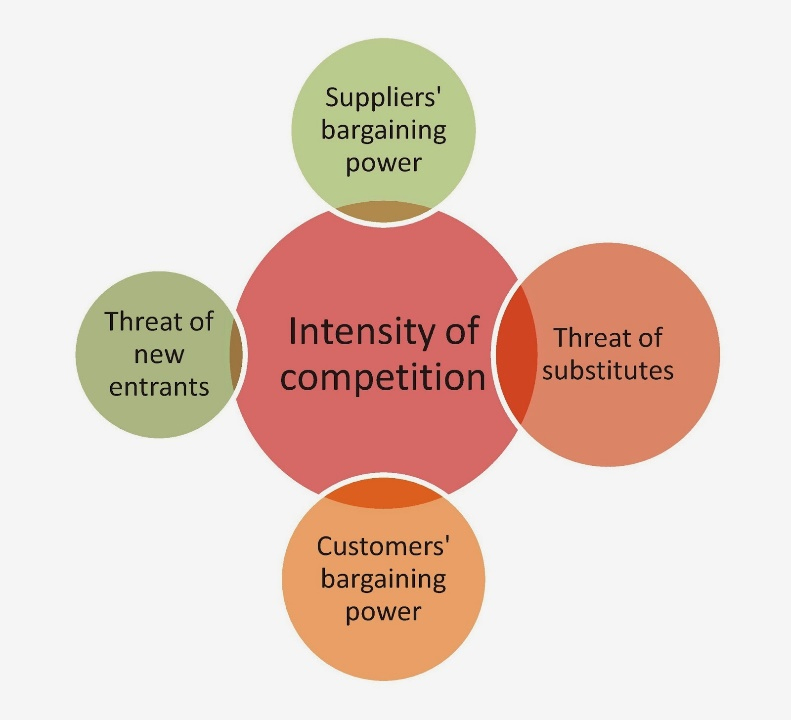 Suppliers'
bargaining
power
Threat of
new
entrants
Intensity of
competition
Threat of
substitutes
Customers'
bargaining
power